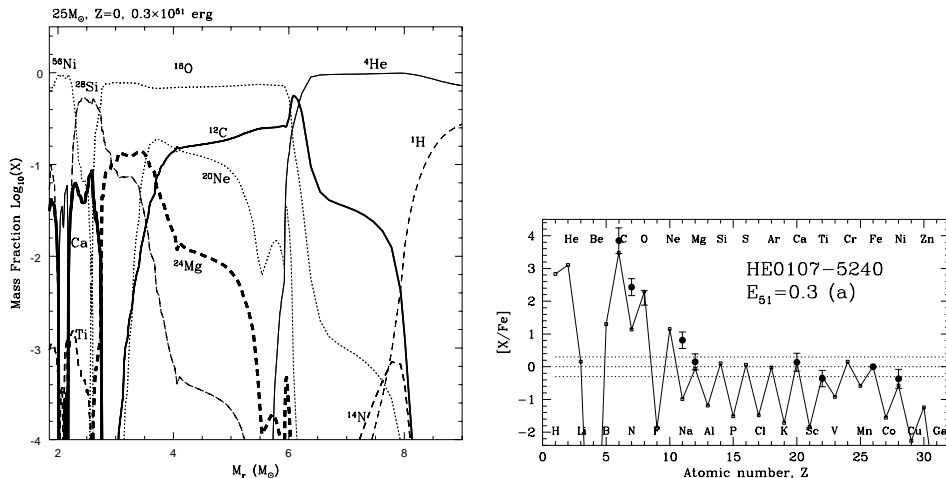 25M⊙, Z=0, 0.3×10⁵¹ erg
⁵⁶Ni
²⁸Si
¹⁶O
⁴He
¹²C
¹H
²⁰Ne
Ca
²⁴Mg
Ti
¹⁴N
0
-1
-2
-3
-4
Mass Fraction Log₁₀(X)
2 4 6 8
M_r (M⊙)
He Be C O Ne Mg Si S Ar Ca Ti Cr Fe Ni Zn
HE0107-5240
E₅₁=0.3 (a)
4
3
2
1
0
−1
−2
[X/Fe]
H Li B N F Na Al P Cl K Sc V Mn Co Cu Ga
0 5 10 15 20 25 30
Atomic number, Z